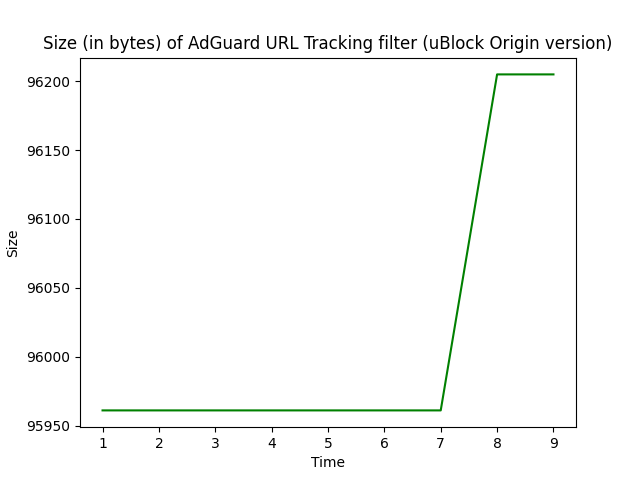 Size (in bytes) of AdGuard URL Tracking filter (uBlock Origin version)
96200
96150
96100
96050
96000
95950
Size
1 2 3 4 5 6 7 8 9
Time